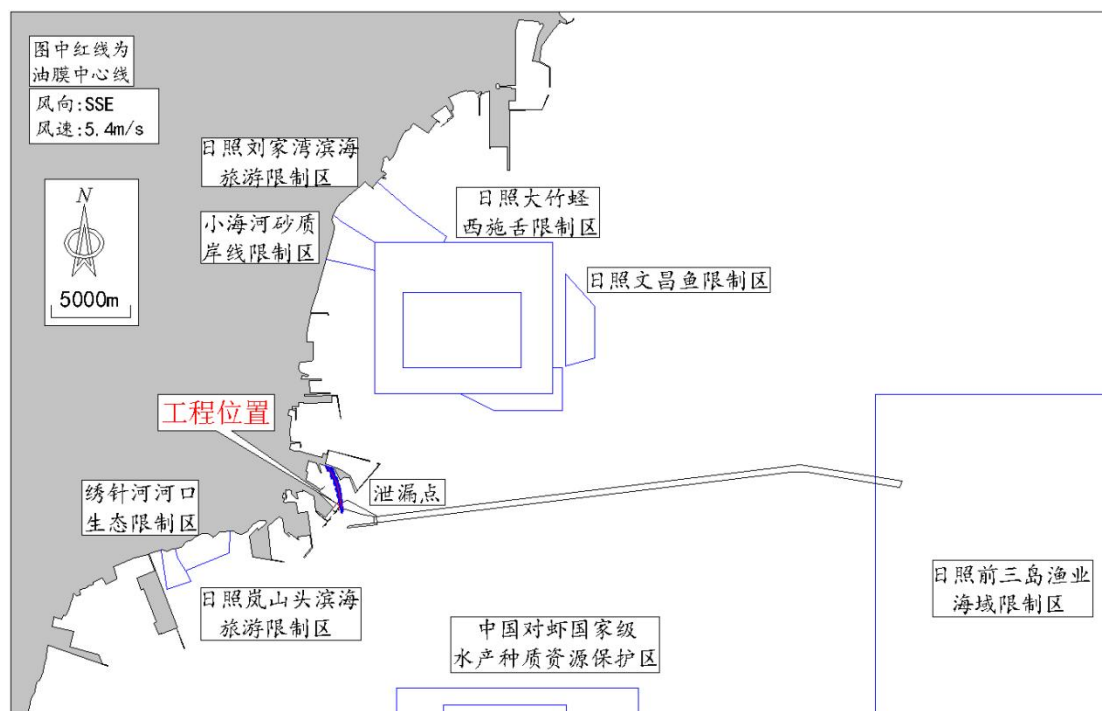 图中红线为
油膜中心线
风向:SSE
风速:5.4m/s
日照刘家湾滨海
旅游限制区
N
日照大竹蛏
西施舌限制区
小海河砂质
岸线限制区
日照文昌鱼限制区
5000m
工程位置
绣针河河口
生态限制区
泄漏点
日照前三岛渔业
海域限制区
日照岚山头滨海
旅游限制区
中国对虾国家级
水产种质资源保护区